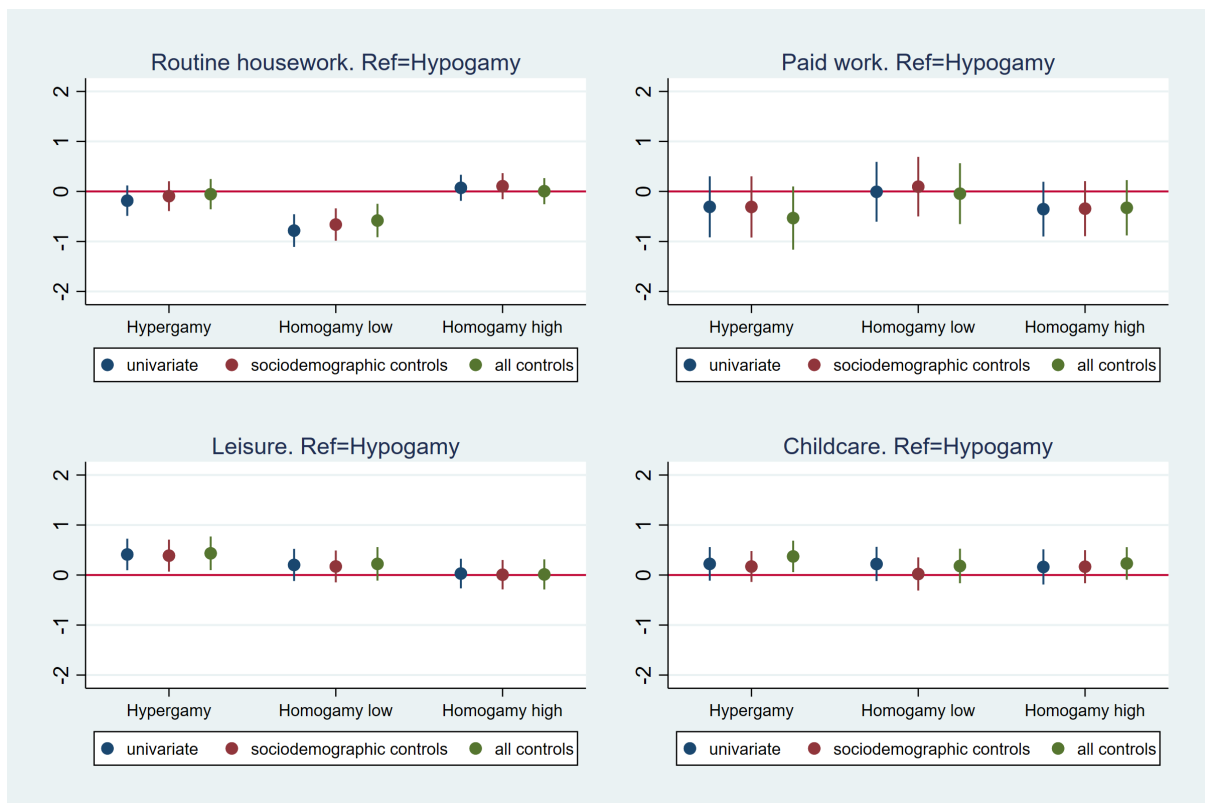 Routine housework. Ref=Hypogamy
2
1
0
-1
-2
Hypergamy Homogamy low Homogamy high
univariate sociodemographic controls all controls
Paid work. Ref=Hypogamy
2
1
0
-1
-2
Hypergamy Homogamy low Homogamy high
univariate sociodemographic controls all controls
Leisure. Ref=Hypogamy
2
1
0
-1
-2
Hypergamy Homogamy low Homogamy high
univariate sociodemographic controls all controls
Childcare. Ref=Hypogamy
2
1
0
-1
-2
Hypergamy Homogamy low Homogamy high
univariate sociodemographic controls all controls